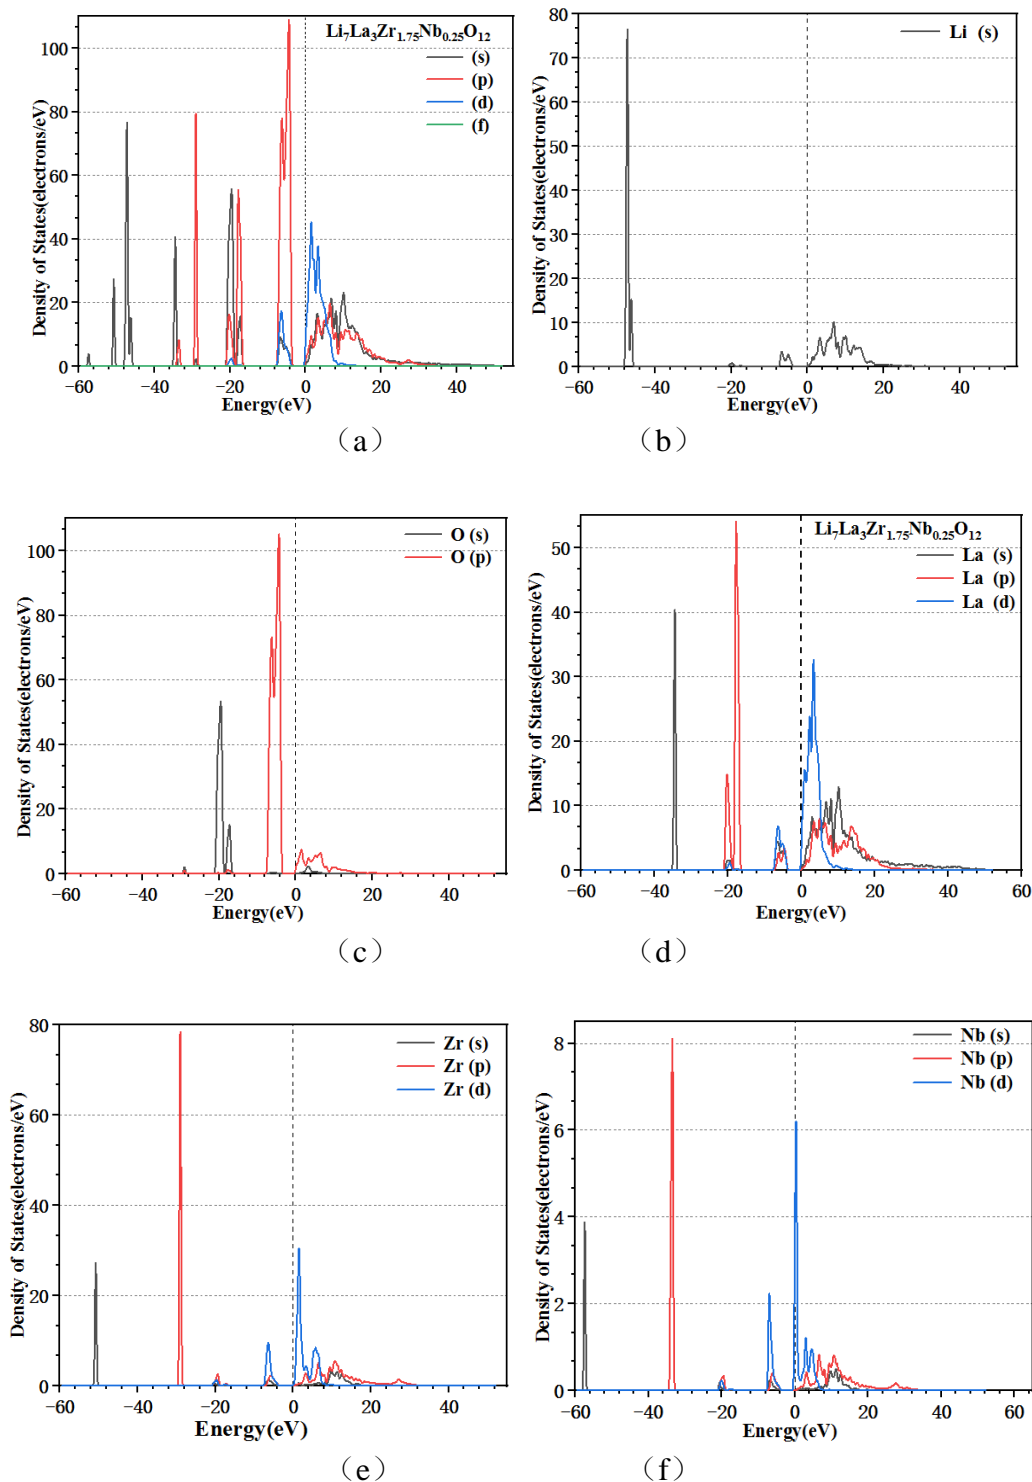 Li7La3Zr1.75Nb0.25O12
(s)
(p)
(d)
(f)
Density of States(electrons/eV)
100
80
60
40
20
0
−60 −40 −20 0 20 40
Energy(eV)
（a）
Li (s)
Density of States(electrons/eV)
80
70
60
50
40
30
20
10
0
−60 −40 −20 0 20 40
Energy(eV)
（b）
O (s)
O (p)
Density of States(electrons/eV)
100
80
60
40
20
0
−60 −40 −20 0 20 40
Energy(eV)
（c）
Li7La3Zr1.75Nb0.25O12
La (s)
La (p)
La (d)
Density of States(electrons/eV)
50
40
30
20
10
0
−60 −40 −20 0 20 40 60
Energy(eV)
（d）
Zr (s)
Zr (p)
Zr (d)
Density of States(electrons/eV)
80
60
40
20
0
−60 −40 −20 0 20 40
Energy(eV)
（e）
Nb (s)
Nb (p)
Nb (d)
Density of States(electrons/eV)
8
6
4
2
0
−60 −40 −20 0 20 40 60
Energy(eV)
（f）